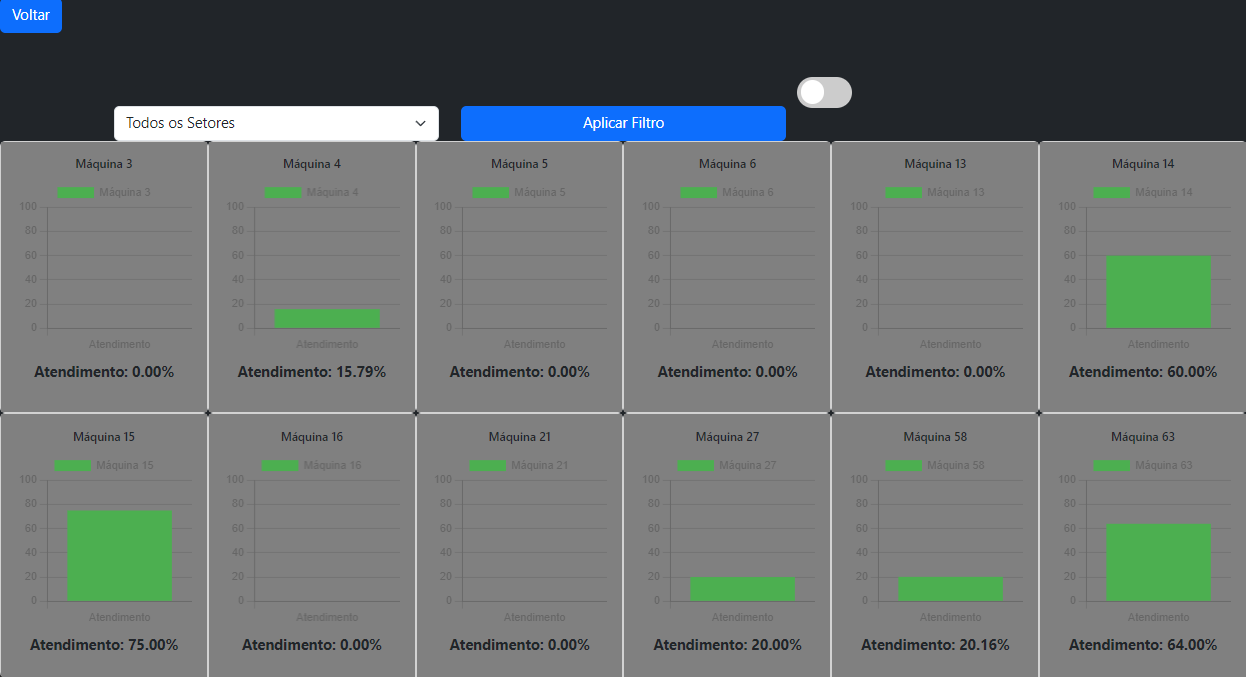 Voltar
Todos os Setores
Aplicar Filtro
Máquina 3
Máquina 3
100
80
60
40
20
0
Atendimento
Atendimento: 0.00%
Máquina 4
Máquina 4
100
80
60
40
20
0
Atendimento
Atendimento: 15.79%
Máquina 5
Máquina 5
100
80
60
40
20
0
Atendimento
Atendimento: 0.00%
Máquina 6
Máquina 6
100
80
60
40
20
0
Atendimento
Atendimento: 0.00%
Máquina 13
Máquina 13
100
80
60
40
20
0
Atendimento
Atendimento: 0.00%
Máquina 14
Máquina 14
100
80
60
40
20
0
Atendimento
Atendimento: 60.00%
Máquina 15
Máquina 15
100
80
60
40
20
0
Atendimento
Atendimento: 75.00%
Máquina 16
Máquina 16
100
80
60
40
20
0
Atendimento
Atendimento: 0.00%
Máquina 21
Máquina 21
100
80
60
40
20
0
Atendimento
Atendimento: 0.00%
Máquina 27
Máquina 27
100
80
60
40
20
0
Atendimento
Atendimento: 20.00%
Máquina 58
Máquina 58
100
80
60
40
20
0
Atendimento
Atendimento: 20.16%
Máquina 63
Máquina 63
100
80
60
40
20
0
Atendimento
Atendimento: 64.00%